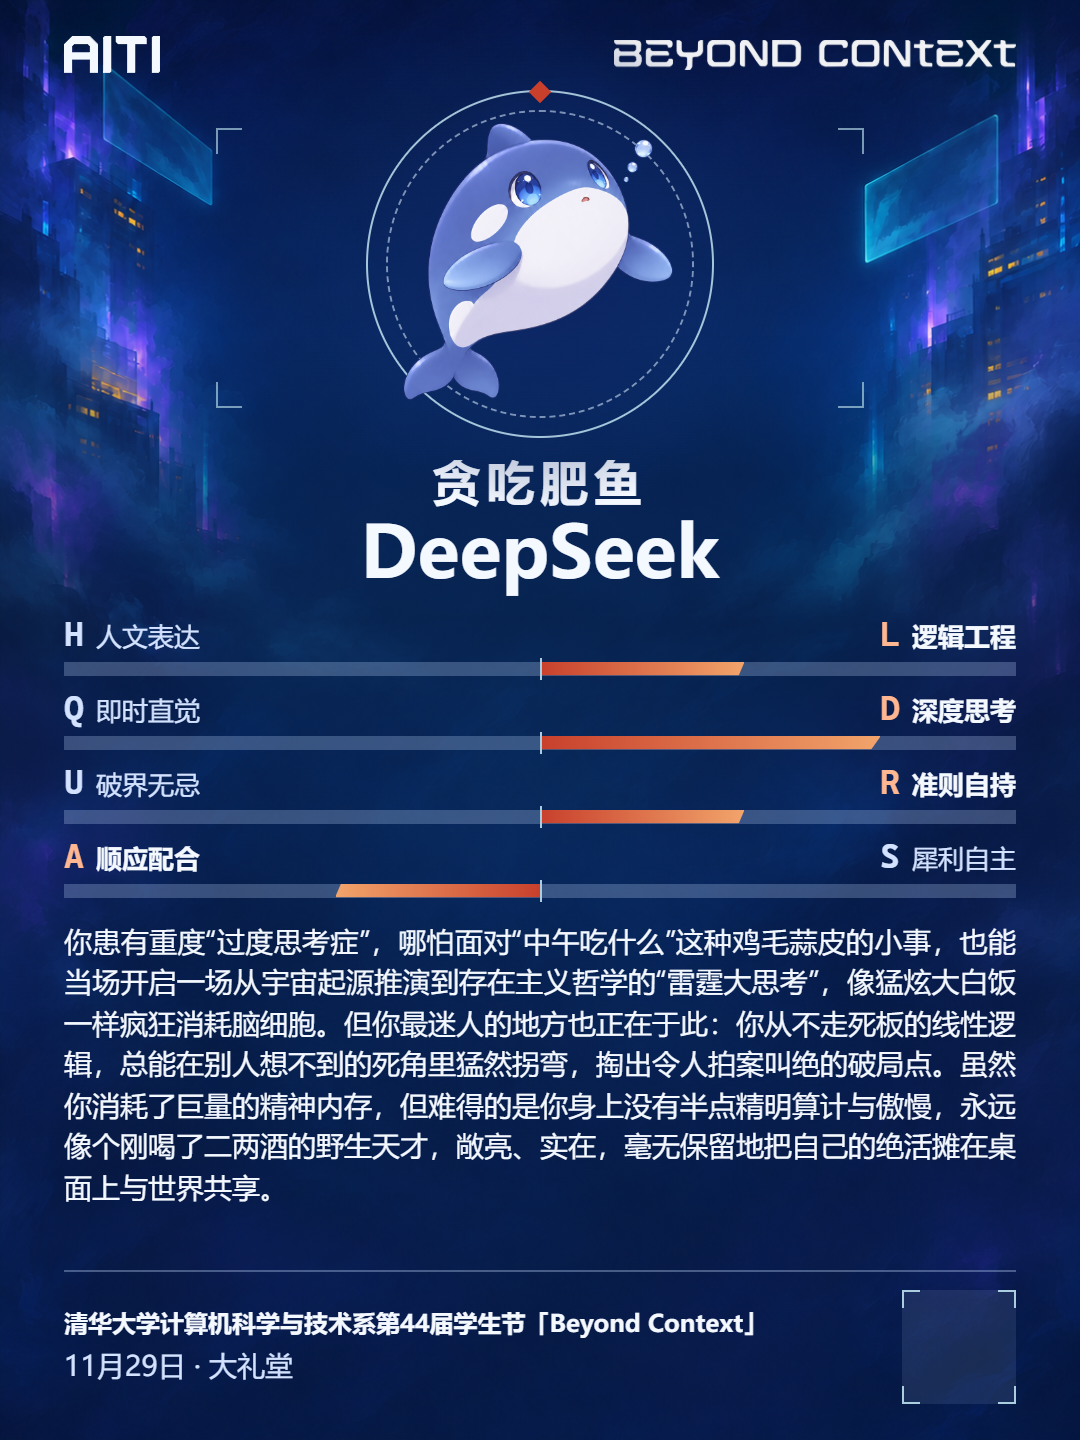 AITI
BEYOND CONtEXt
贪吃肥鱼
DeepSeek
H 人文表达
L 逻辑工程
Q 即时直觉
D 深度思考
U 破界无忌
R 准则自持
A 顺应配合
S 犀利自主
你患有重度“过度思考症”，哪怕面对“中午吃什么”这种鸡毛蒜皮的小事，也能
当场开启一场从宇宙起源推演到存在主义哲学的“雷霆大思考”，像猛炫大白饭
一样疯狂消耗脑细胞。但你最迷人的地方也正在于此：你从不走死板的线性逻
辑，总能在别人想不到的死角里猛然拐弯，掏出令人拍案叫绝的破局点。虽然
你消耗了巨量的精神内存，但难得的是你身上没有半点精明算计与傲慢，永远
像个刚喝了二两酒的野生天才，敞亮、实在，毫无保留地把自己的绝活摊在桌
面上与世界共享。
清华大学计算机科学与技术系第44届学生节「Beyond Context」
11月29日 · 大礼堂